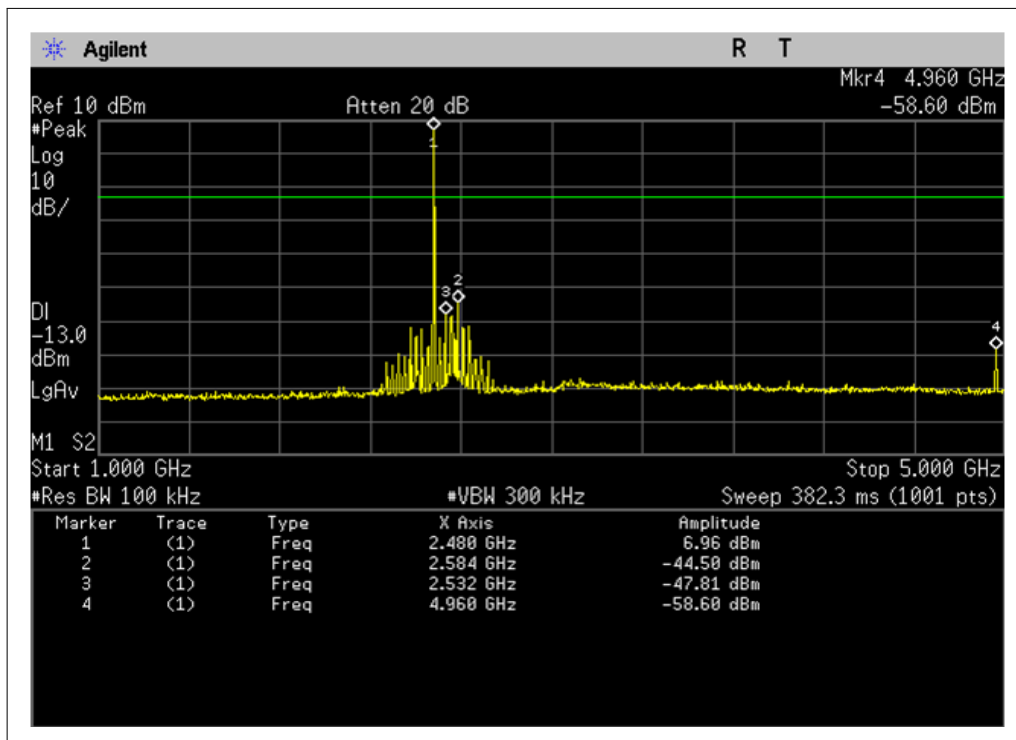 Agilent R T
Mkr4 4.960 GHz
Ref 10 dBm Atten 20 dB -58.60 dBm
#Peak
Log
10
dB/
1
2
3
4
DI
-13.0
dBm
LgAv
M1 S2
Start 1.000 GHz Stop 5.000 GHz
#Res BW 100 kHz #VBW 300 kHz Sweep 382.3 ms (1001 pts)
Marker Trace Type X Axis Amplitude
1 (1) Freq 2.480 GHz 6.96 dBm
2 (1) Freq 2.584 GHz -44.50 dBm
3 (1) Freq 2.532 GHz -47.81 dBm
4 (1) Freq 4.960 GHz -58.60 dBm